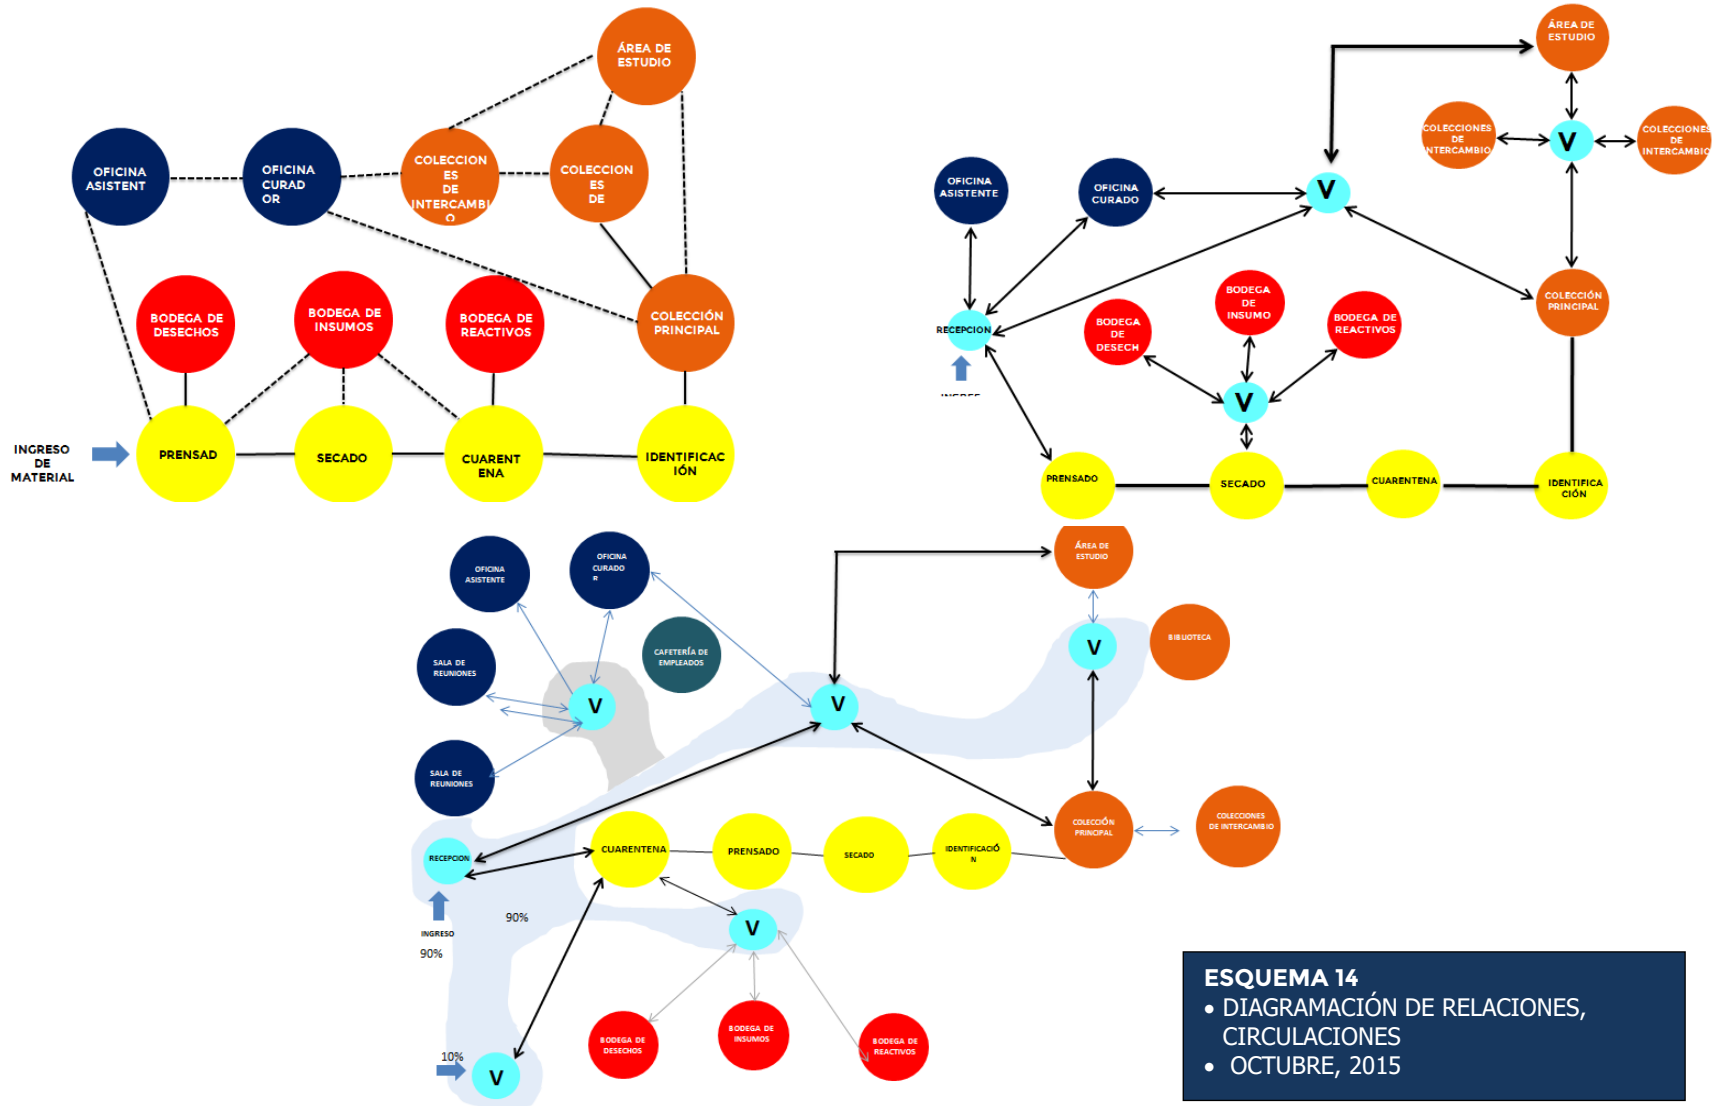 ÁREA DE
ESTUDIO
OFICINA
ASISTENT
OFICINA
CURAD
OR
COLECCION
ES
DE
INTERCAMBI
O
COLECCION
ES
DE
BODEGA DE
DESECHOS
BODEGA DE
INSUMOS
BODEGA DE
REACTIVOS
COLECCIÓN
PRINCIPAL
INGRESO
DE
MATERIAL
PRENSAD
SECADO
CUARENT
ENA
IDENTIFICAC
IÓN
ÁREA DE
ESTUDIO
COLECCIONES
DE
INTERCAMBIO
V
COLECCIONES
DE
INTERCAMBIO
OFICINA
ASISTENTE
OFICINA
CURADO
V
RECEPCION
BODEGA
DE
DESECH
BODEGA
DE
INSUMO
BODEGA DE
REACTIVOS
COLECCIÓN
PRINCIPAL
V
PRENSADO
SECADO
CUARENTENA
IDENTIFICA
CIÓN
OFICINA
ASISTENTE
OFICINA
CURADO
R
ÁREA DE
ESTUDIO
SALA DE
REUNIONES
CAFETERÍA DE
EMPLEADOS
V
BIBLIOTECA
V
V
SALA DE
REUNIONES
RECEPCION
CUARENTENA
PRENSADO
SECADO
IDENTIFICACIÓ
N
COLECCIÓN
PRINCIPAL
COLECCIONES
DE INTERCAMBIO
INGRESO
90%
90%
V
BODEGA DE
DESECHOS
BODEGA DE
INSUMOS
BODEGA DE
REACTIVOS
10%
V
ESQUEMA 14
• DIAGRAMACIÓN DE RELACIONES,
CIRCULACIONES
• OCTUBRE, 2015